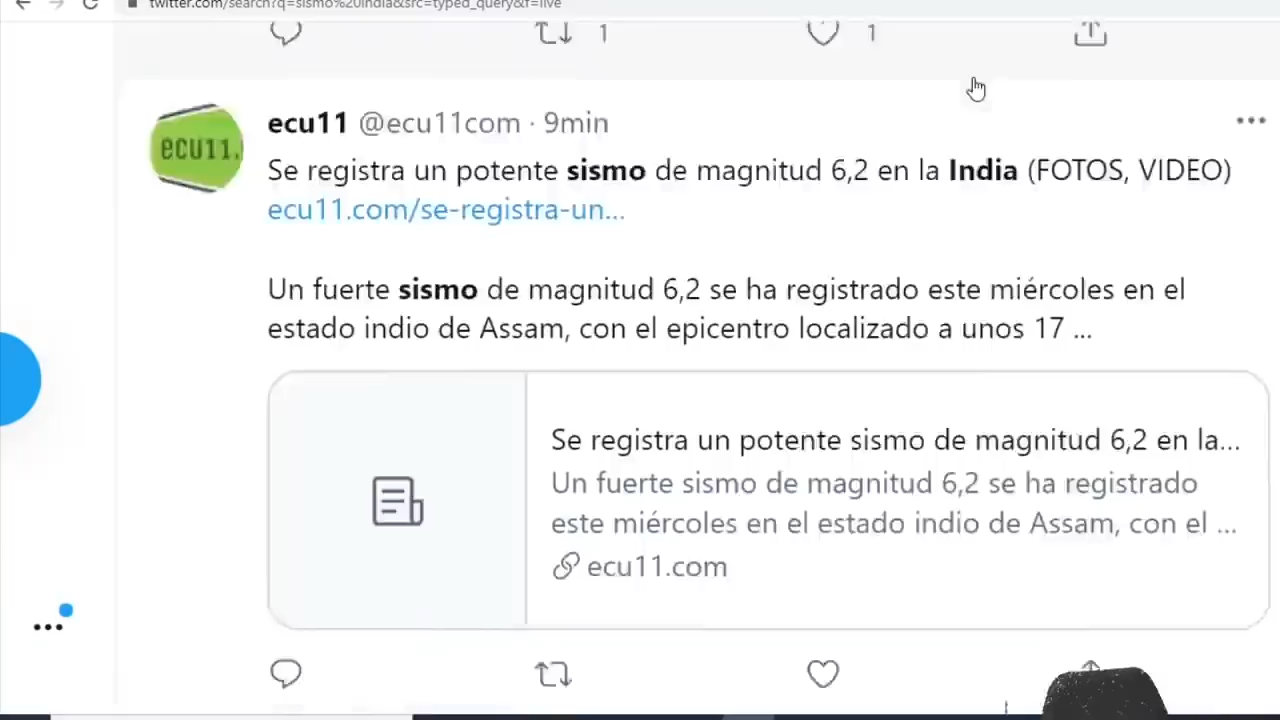 twitter.com/search?q=sismo%20india&src=typed_query&f=live
1 1
ecu11.
ecu11 @ecu11com · 9min
Se registra un potente sismo de magnitud 6,2 en la India (FOTOS, VIDEO)
ecu11.com/se-registra-un...
Un fuerte sismo de magnitud 6,2 se ha registrado este miércoles en el
estado indio de Assam, con el epicentro localizado a unos 17 ...
Se registra un potente sismo de magnitud 6,2 en la...
Un fuerte sismo de magnitud 6,2 se ha registrado
este miércoles en el estado indio de Assam, con el ...
ecu11.com